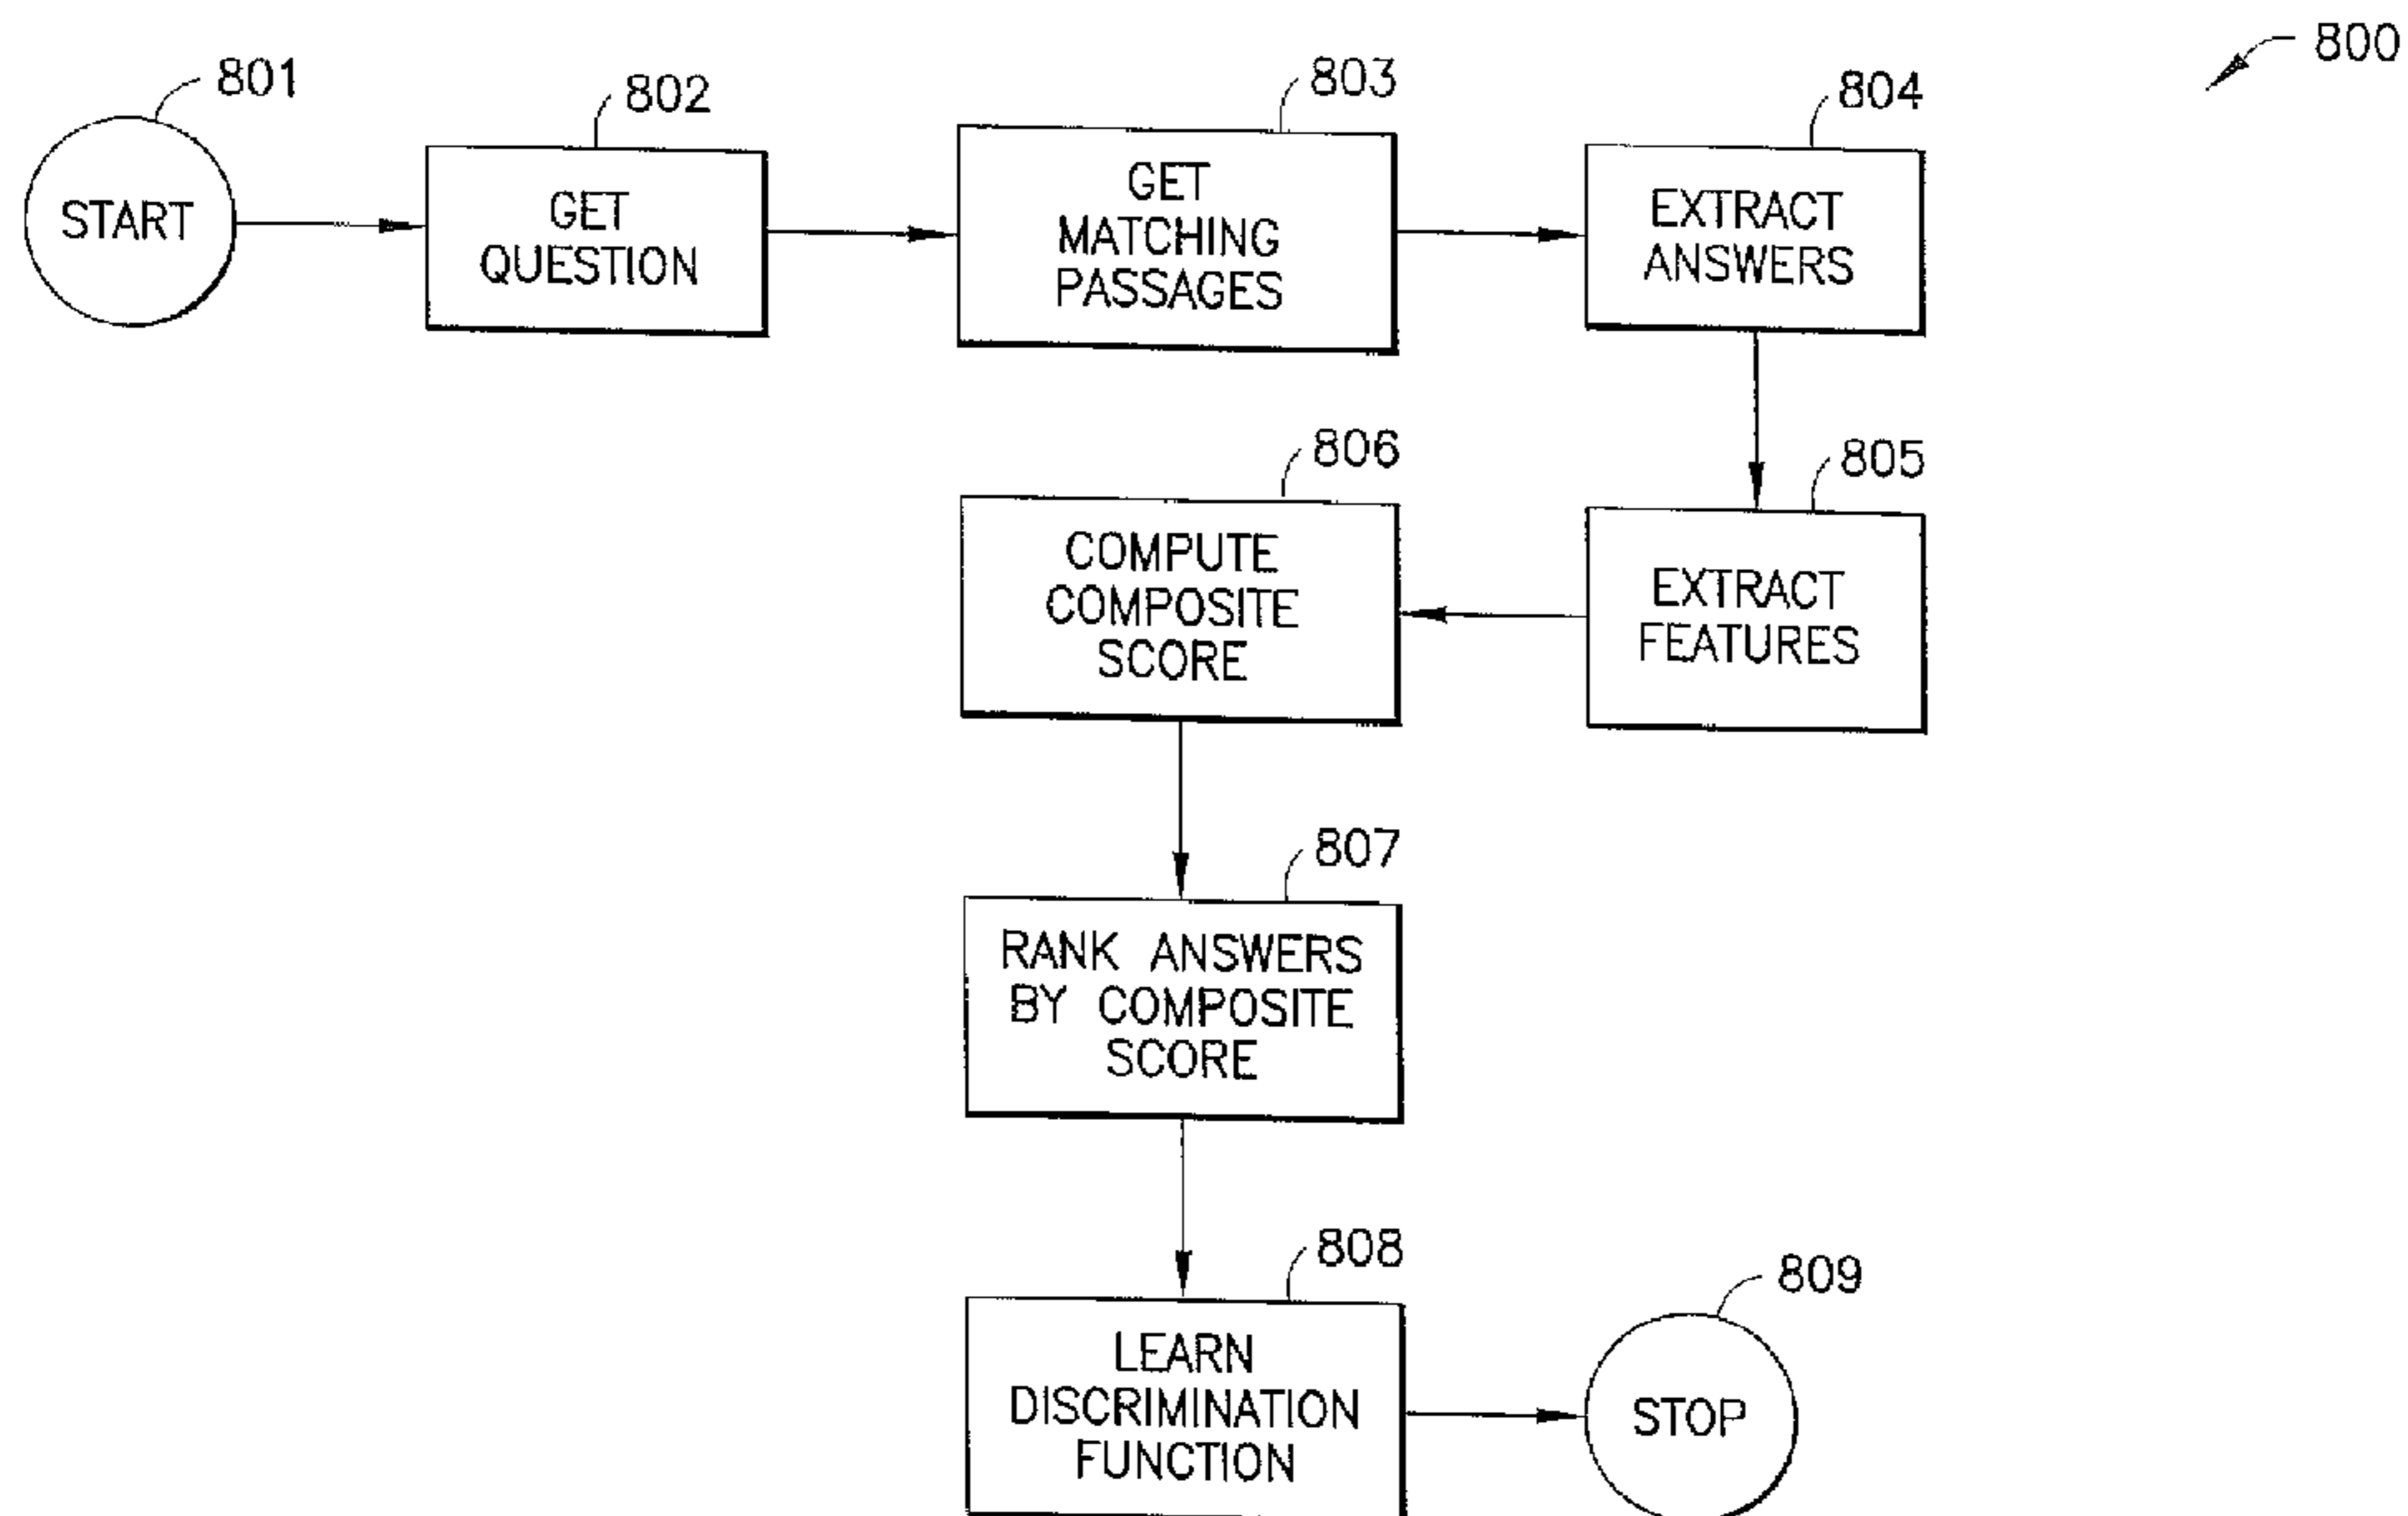 800
801
START
802
GET
QUESTION
803
GET
MATCHING
PASSAGES
804
EXTRACT
ANSWERS
805
EXTRACT
FEATURES
806
COMPUTE
COMPOSITE
SCORE
807
RANK ANSWERS
BY COMPOSITE
SCORE
808
LEARN
DISCRIMINATION
FUNCTION
809
STOP